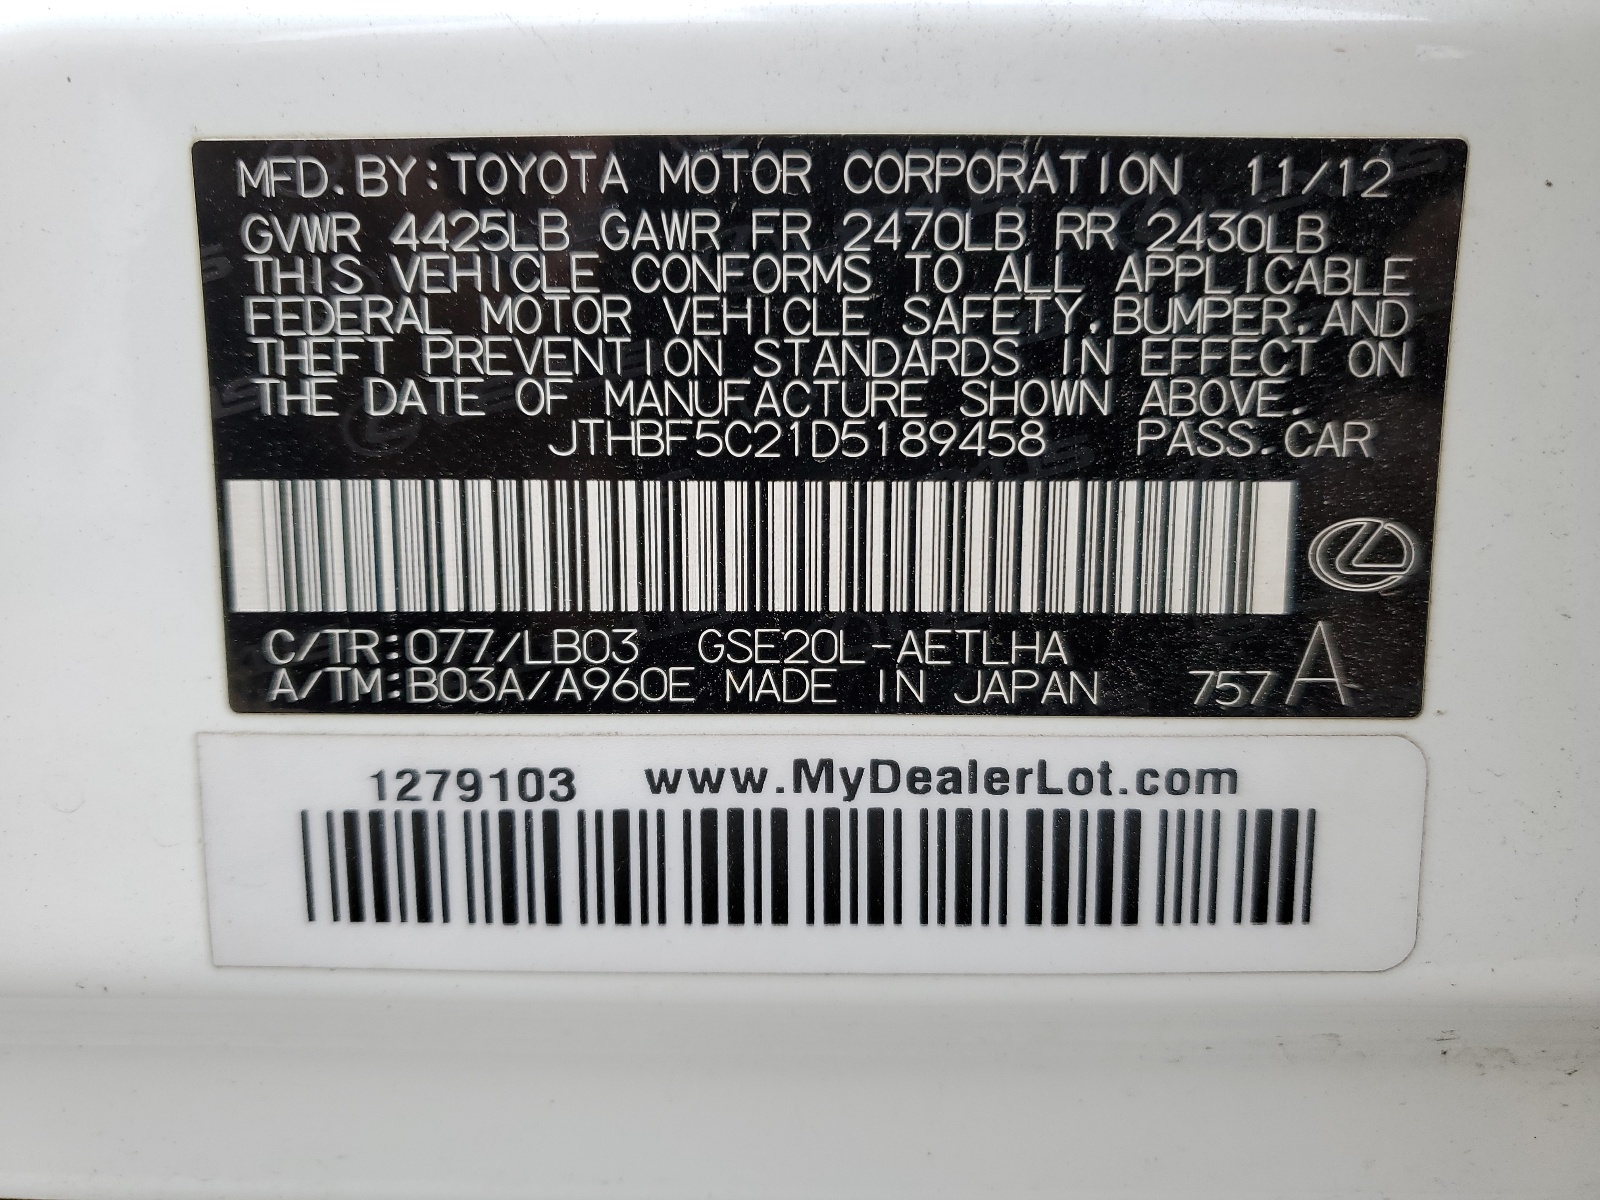 MFD. BY: TOYOTA MOTOR CORPORATION 11/12
GVWR 4425LB GAWR FR 2470LB RR 2430LB
THIS VEHICLE CONFORMS TO ALL APPLICABLE
FEDERAL MOTOR VEHICLE SAFETY, BUMPER, AND
THEFT PREVENTION STANDARDS IN EFFECT ON
THE DATE OF MANUFACTURE SHOWN ABOVE.
JTHBF5C21D5189458 PASS. CAR
C/TR: 077/LB03 GSE20L-AETLHA
A/TM: B03A/A960E MADE IN JAPAN 757 A
1279103 www.MyDealerLot.com